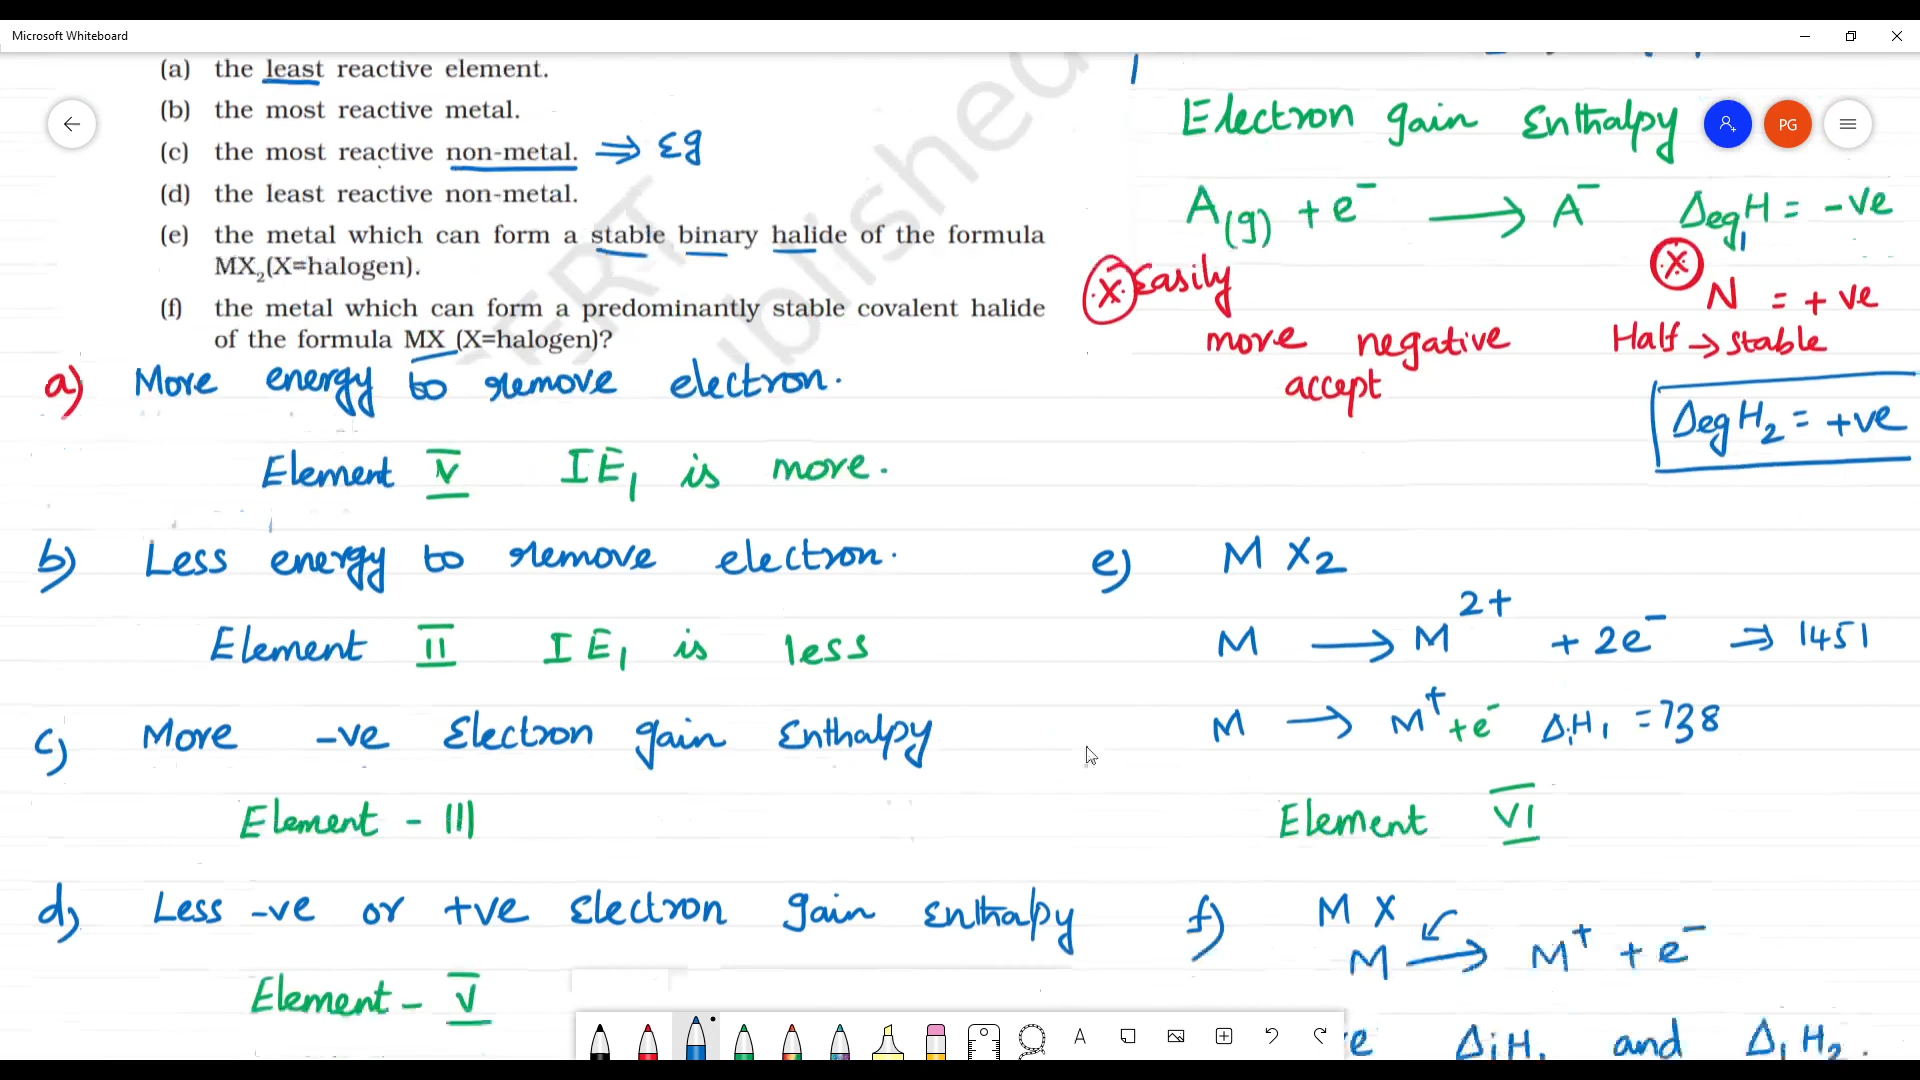 Microsoft Whiteboard
(a) the least reactive element.
(b) the most reactive metal.
(c) the most reactive non-metal. ⇒ Eg
(d) the least reactive non-metal.
(e) the metal which can form a stable binary halide of the formula
MX₂(X=halogen).
(f) the metal which can form a predominantly stable covalent halide
of the formula MX (X=halogen)?
a) More energy to remove electron.
Element V IE₁ is more.
b) Less energy to remove electron.
Element II IE₁ is less
c) More -ve Electron gain Enthalpy
Element - III
d) Less -ve or +ve Electron gain Enthalpy
Element - V
Electron gain Enthalpy
PG
A(g) + e⁻ → A⁻ ΔegH₁ = -ve
X Easily
X N = + ve
more negative
Half → stable
accept
ΔegH₂ = +ve
e) M X₂
M → M²⁺ + 2e⁻ ⇒ 1451
M → M⁺ + e⁻ ΔiH₁ = 738
Element VI
f) M X
M → M⁺ + e⁻
ΔiH₁ and ΔiH₂.
A